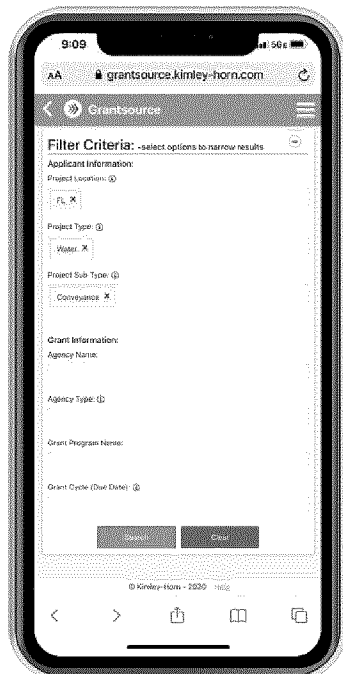 9:09
5G E
AA grantsource.kimley-horn.com
Grantsource
Filter Criteria: -select options to narrow results
Applicant Information:
Project Location:
FL X
Project Type:
Water X
Project Sub Type:
Conveyance X
Grant Information:
Agency Name:
Agency Type:
Grant Program Name:
Grant Cycle (Due Date):
Search Clear
© Kimley-Horn - 2020 Help